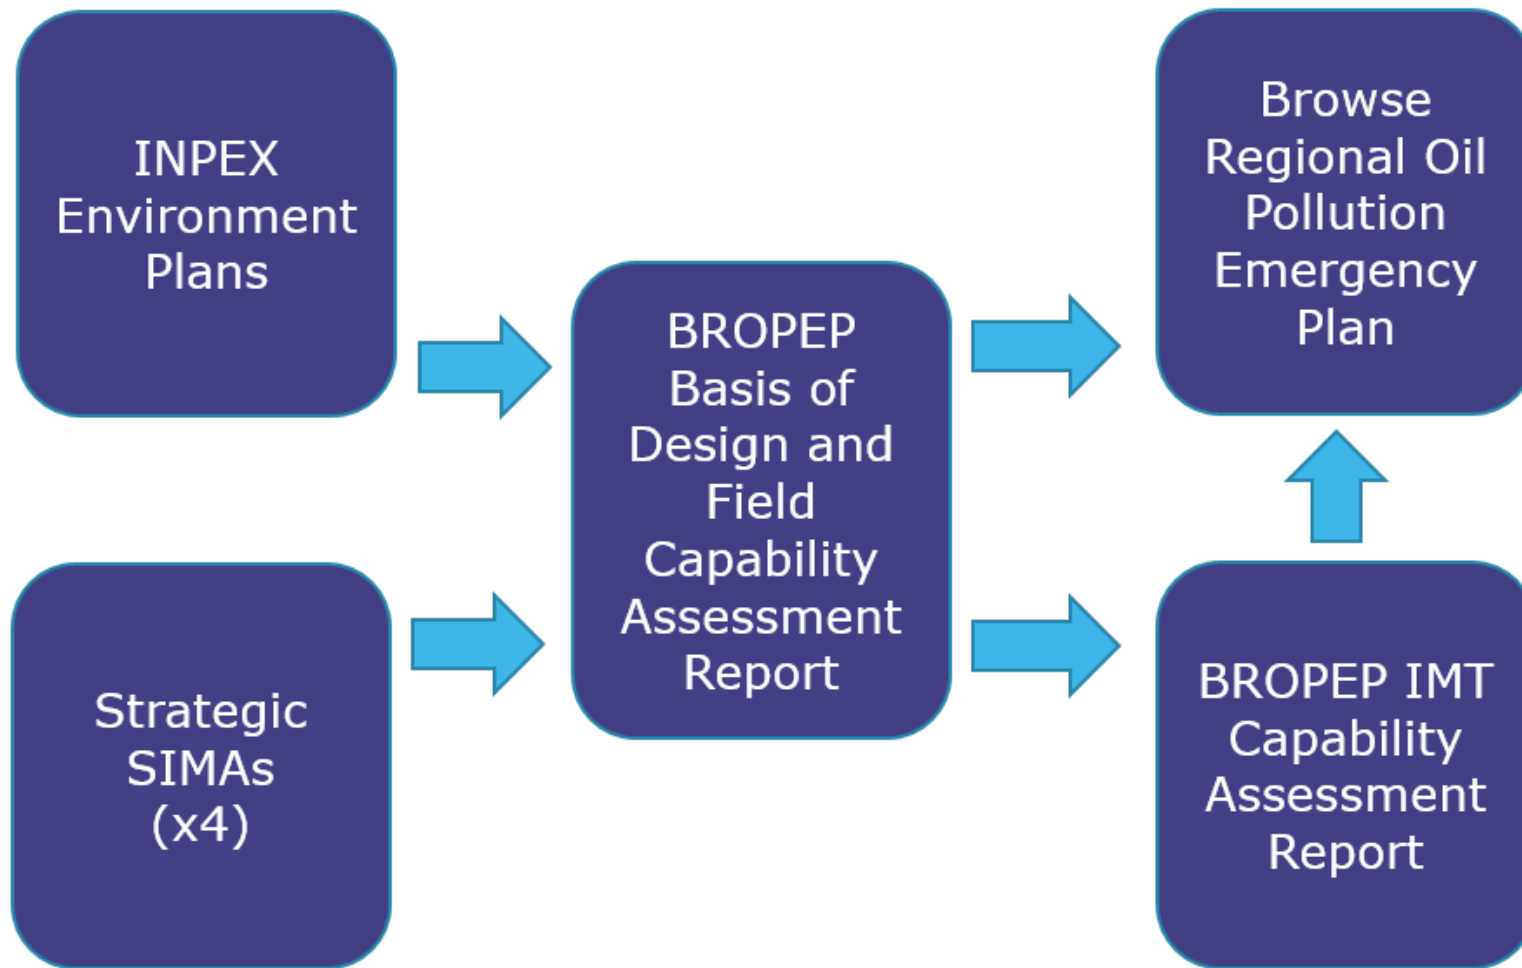 INPEX
Environment
Plans
Strategic
SIMAs
(x4)
BROPEP
Basis of
Design and
Field
Capability
Assessment
Report
Browse
Regional Oil
Pollution
Emergency
Plan
BROPEP IMT
Capability
Assessment
Report